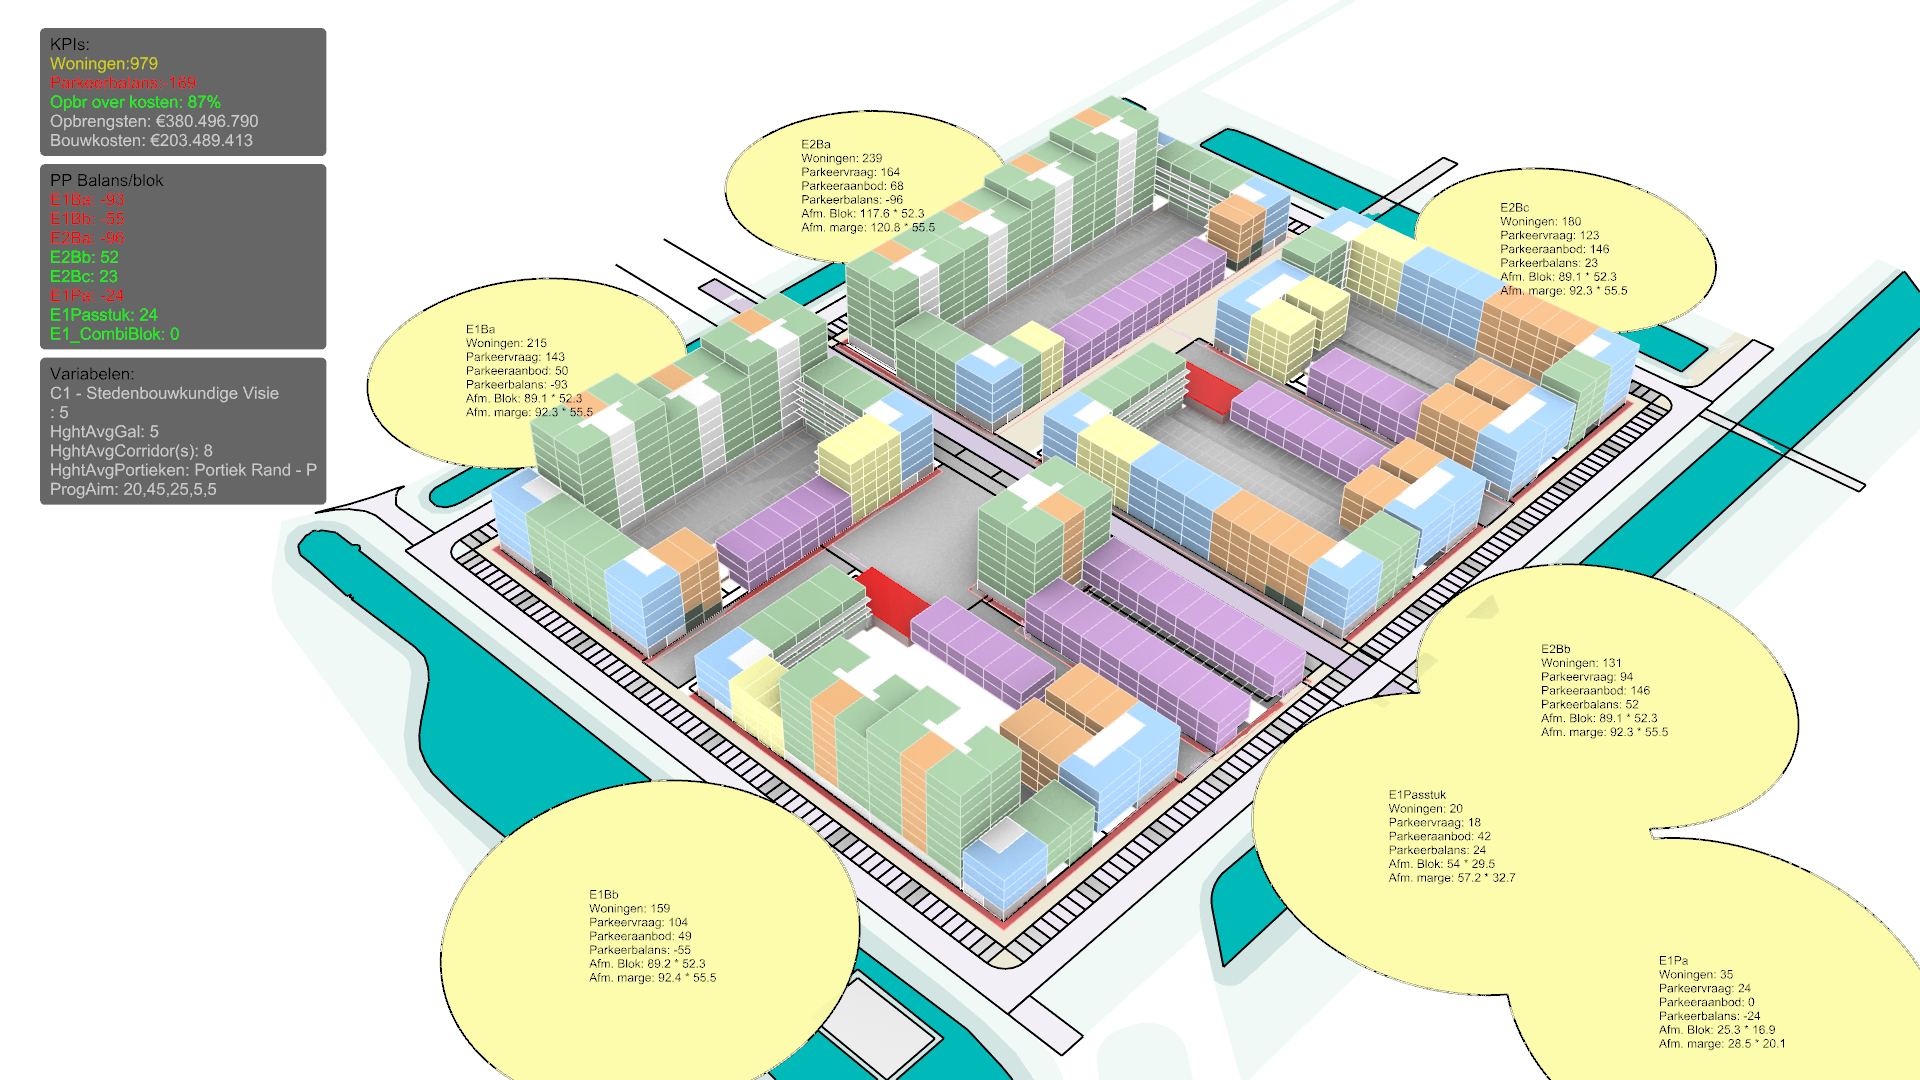 KPIs:
Woningen:979
Parkeerbalans:-169
Opbr over kosten: 87%
Opbrengsten: €380.496.790
Bouwkosten: €203.489.413
PP Balans/blok
E1Ba: -93
E1Bb: -55
E2Ba: -96
E2Bb: 52
E2Bc: 23
E1Pa: -24
E1Passtuk: 24
E1_CombiBlok: 0
Variabelen:
C1 - Stedenbouwkundige Visie
: 5
HghtAvgGal: 5
HghtAvgCorridor(s): 8
HghtAvgPortieken: Portiek Rand - P
ProgAim: 20,45,25,5,5
E2Ba
Woningen: 239
Parkeervraag: 164
Parkeeraanbod: 68
Parkeerbalans: -96
Afm. Blok: 117.6 * 52.3
Afm. marge: 120.8 * 55.5
E2Bc
Woningen: 180
Parkeervraag: 123
Parkeeraanbod: 146
Parkeerbalans: 23
Afm. Blok: 89.1 * 52.3
Afm. marge: 92.3 * 55.5
E1Ba
Woningen: 215
Parkeervraag: 143
Parkeeraanbod: 50
Parkeerbalans: -93
Afm. Blok: 89.1 * 52.3
Afm. marge: 92.3 * 55.5
E2Bb
Woningen: 131
Parkeervraag: 94
Parkeeraanbod: 146
Parkeerbalans: 52
Afm. Blok: 89.1 * 52.3
Afm. marge: 92.3 * 55.5
E1Passtuk
Woningen: 20
Parkeervraag: 18
Parkeeraanbod: 42
Parkeerbalans: 24
Afm. Blok: 54 * 29.5
Afm. marge: 57.2 * 32.7
E1Bb
Woningen: 159
Parkeervraag: 104
Parkeeraanbod: 49
Parkeerbalans: -55
Afm. Blok: 89.2 * 52.3
Afm. marge: 92.4 * 55.5
E1Pa
Woningen: 35
Parkeervraag: 24
Parkeeraanbod: 0
Parkeerbalans: -24
Afm. Blok: 25.3 * 16.9
Afm. marge: 28.5 * 20.1